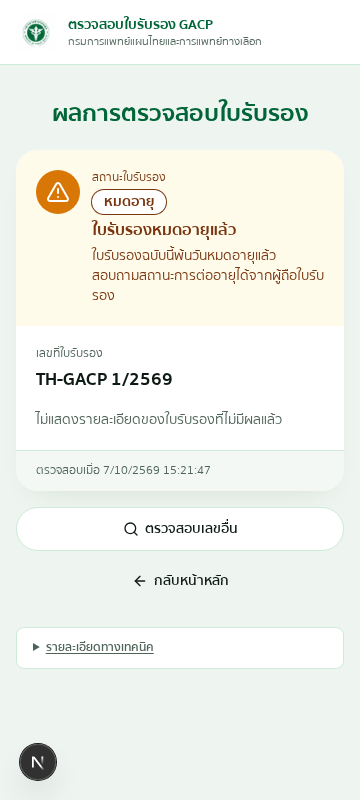 ตรวจสอบใบรับรอง GACP
กรมการแพทย์แผนไทยและการแพทย์ทางเลือก
ผลการตรวจสอบใบรับรอง
สถานะใบรับรอง
หมดอายุ
ใบรับรองหมดอายุแล้ว
ใบรับรองฉบับนี้พ้นวันหมดอายุแล้ว
สอบถามสถานะการต่ออายุได้จากผู้ถือใบรับ
รอง
เลขที่ใบรับรอง
TH-GACP 1/2569
ไม่แสดงรายละเอียดของใบรับรองที่ไม่มีผลแล้ว
ตรวจสอบเมื่อ 7/10/2569 15:21:47
ตรวจสอบเลขอื่น
กลับหน้าหลัก
รายละเอียดทางเทคนิค
N